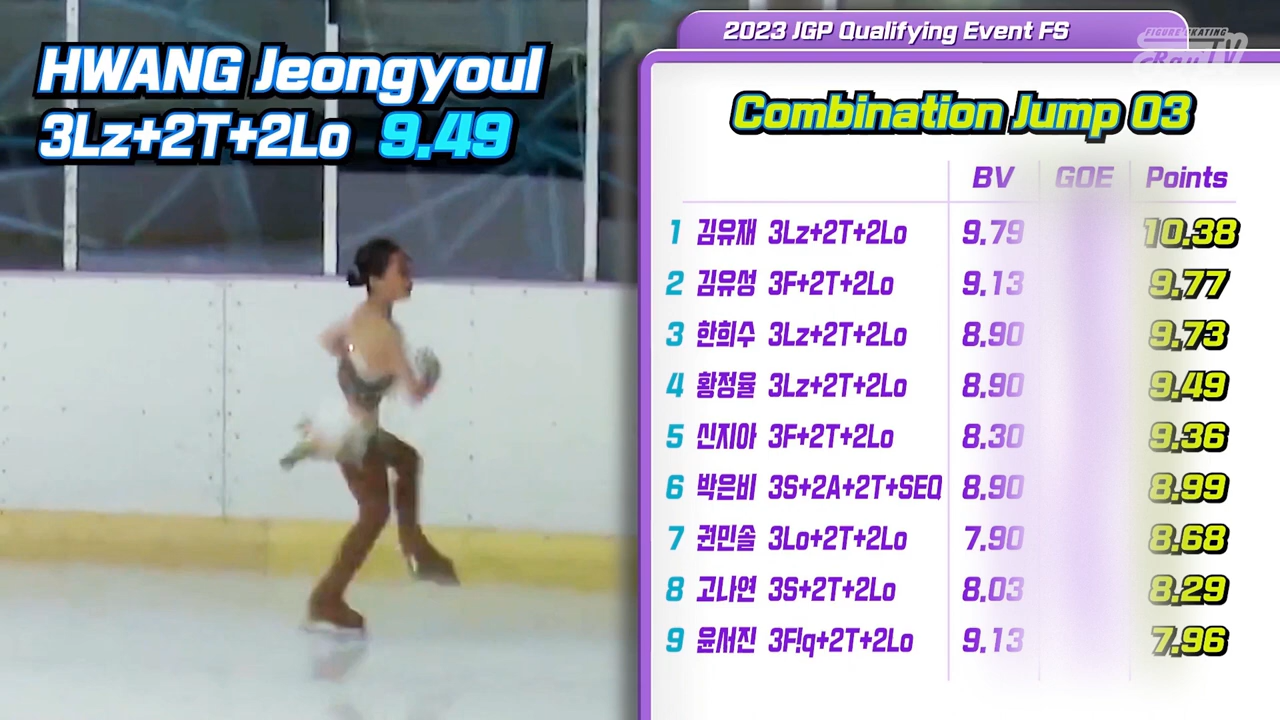 HWANG Jeongyoul
3Lz+2T+2Lo 9.49
2023 JGP Qualifying Event FS
FIGURE SKATING
Ray TV
Combination Jump 03
BV GOE Points
1 김유재 3Lz+2T+2Lo 9.79 10.38
2 김유성 3F+2T+2Lo 9.13 9.77
3 한희수 3Lz+2T+2Lo 8.90 9.73
4 황정율 3Lz+2T+2Lo 8.90 9.49
5 신지아 3F+2T+2Lo 8.30 9.36
6 박은비 3S+2A+2T+SEQ 8.90 8.99
7 권민솔 3Lo+2T+2Lo 7.90 8.68
8 고나연 3S+2T+2Lo 8.03 8.29
9 윤서진 3F!q+2T+2Lo 9.13 7.96